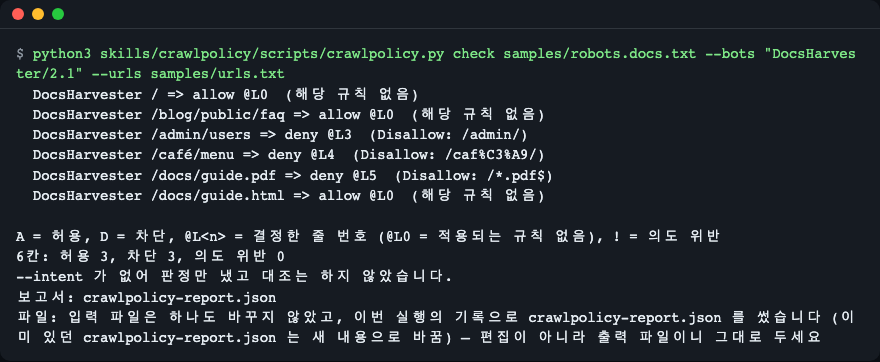 $ python3 skills/crawlpolicy/scripts/crawlpolicy.py check samples/robots.docs.txt --bots "DocsHarves
ter/2.1" --urls samples/urls.txt
DocsHarvester / => allow @L0 (해당 규칙 없음)
DocsHarvester /blog/public/faq => allow @L0 (해당 규칙 없음)
DocsHarvester /admin/users => deny @L3 (Disallow: /admin/)
DocsHarvester /café/menu => deny @L4 (Disallow: /caf%C3%A9/)
DocsHarvester /docs/guide.pdf => deny @L5 (Disallow: /*.pdf$)
DocsHarvester /docs/guide.html => allow @L0 (해당 규칙 없음)
A = 허용, D = 차단, @L<n> = 결정한 줄 번호 (@L0 = 적용되는 규칙 없음), ! = 의도 위반
6칸: 허용 3, 차단 3, 의도 위반 0
--intent 가 없어 판정만 냈고 대조는 하지 않았습니다.
보고서: crawlpolicy-report.json
파일: 입력 파일은 하나도 바꾸지 않았고, 이번 실행의 기록으로 crawlpolicy-report.json 를 썼습니다 (이
미 있던 crawlpolicy-report.json 는 새 내용으로 바꿈) — 편집이 아니라 출력 파일이니 그대로 두세요